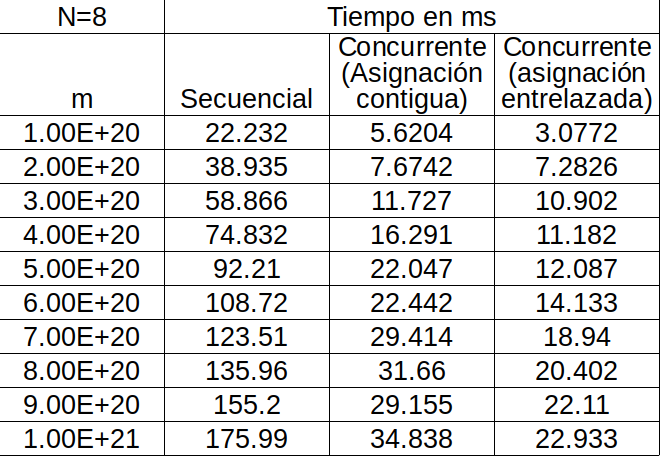 N=8 Tiempo en ms
m Secuencial Concurrente (Asignación contigua) Concurrente (asignación entrelazada)
1.00E+20 22.232 5.6204 3.0772
2.00E+20 38.935 7.6742 7.2826
3.00E+20 58.866 11.727 10.902
4.00E+20 74.832 16.291 11.182
5.00E+20 92.21 22.047 12.087
6.00E+20 108.72 22.442 14.133
7.00E+20 123.51 29.414 18.94
8.00E+20 135.96 31.66 20.402
9.00E+20 155.2 29.155 22.11
1.00E+21 175.99 34.838 22.933